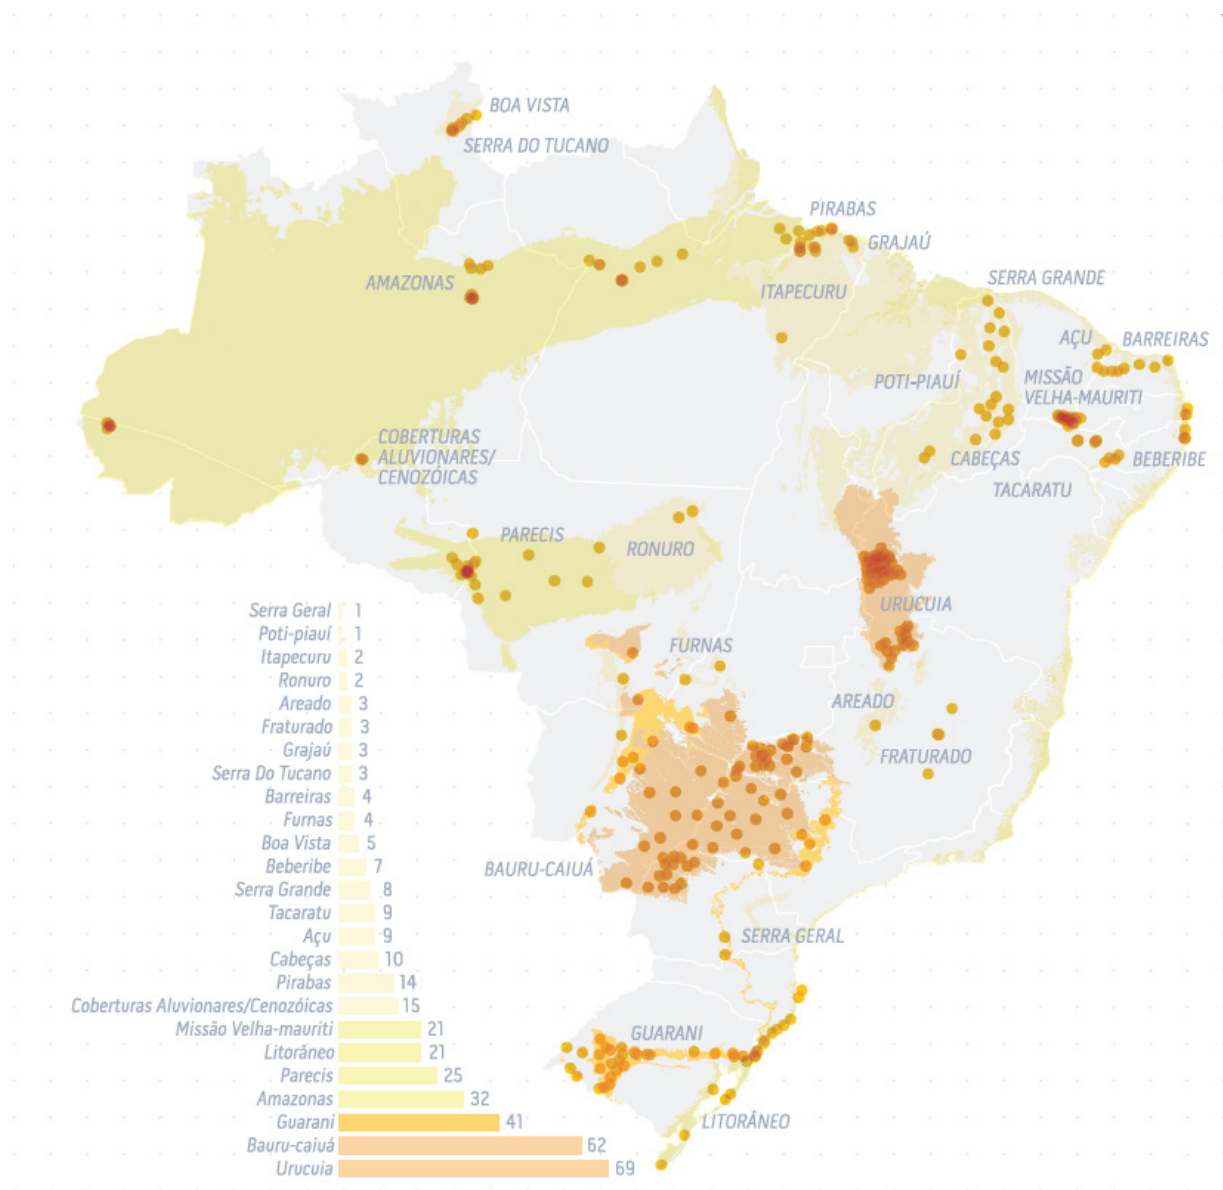 BOA VISTA
SERRA DO TUCANO
PIRABAS
GRAJAÚ
AMAZONAS
ITAPECURU
SERRA GRANDE
AÇU
BARREIRAS
POTI-PIAUÍ
MISSÃO
VELHA-MAURITI
COBERTURAS
ALUVIONARES/
CENOZÓICAS
CABEÇAS
BEBERIBE
TACARATU
PARECIS
RONURO
URUCUIA
FURNAS
AREADO
FRATURADO
BAURU-CAIUÁ
SERRA GERAL
GUARANI
LITORÂNEO
Serra Geral 1
Poti-piauí 1
Itapecuru 2
Ronuro 2
Areado 3
Fraturado 3
Grajaú 3
Serra Do Tucano 3
Barreiras 4
Furnas 4
Boa Vista 5
Beberibe 7
Serra Grande 8
Tacaratu 9
Açu 9
Cabeças 10
Pirabas 14
Coberturas Aluvionares/Cenozóicas 15
Missão Velha-mauriti 21
Litorâneo 21
Parecis 25
Amazonas 32
Guarani 41
Bauru-caiuá 62
Urucuia 69